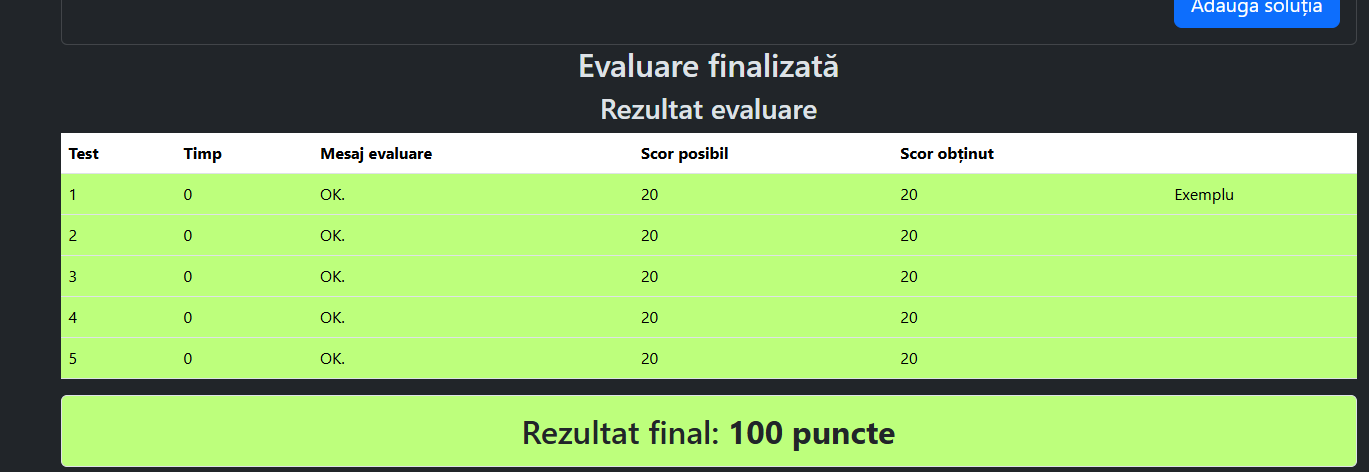 Adaugă soluția
Evaluare finalizată
Rezultat evaluare
Test Timp Mesaj evaluare Scor posibil Scor obținut
1 0 OK. 20 20 Exemplu
2 0 OK. 20 20
3 0 OK. 20 20
4 0 OK. 20 20
5 0 OK. 20 20
Rezultat final: 100 puncte